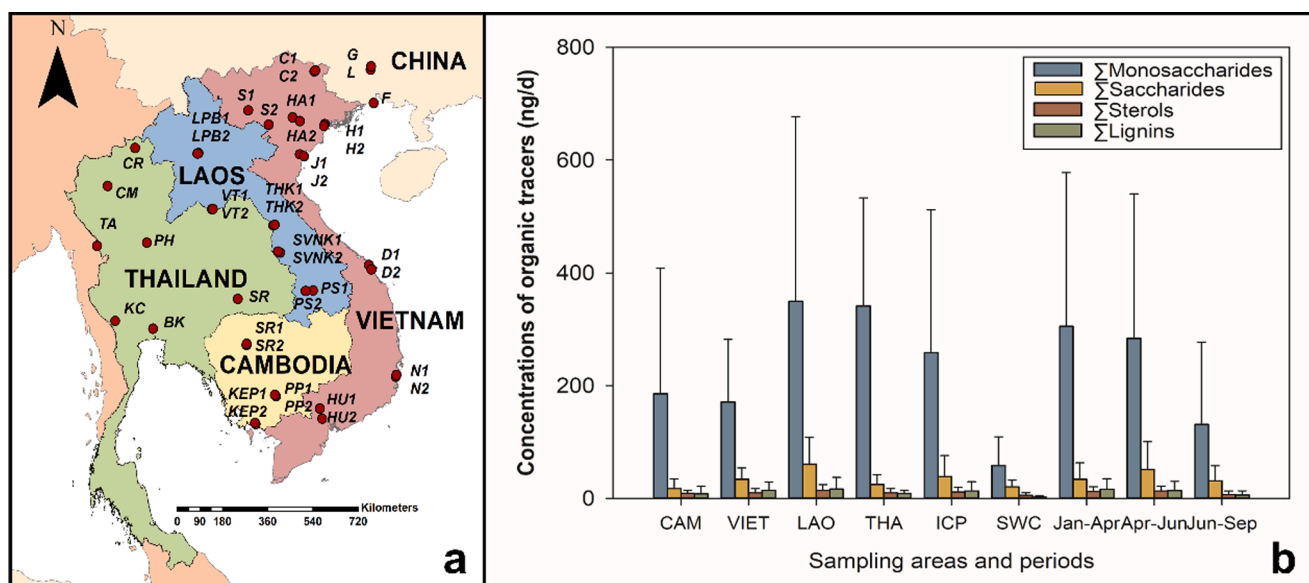 N
C1
C2
G
L
CHINA
S1
S2
HA1
HA2
F
LPB1
LPB2
H1
H2
CR
LAOS
J1
J2
CM
VT1
VT2
THK1
THK2
TA
PH
SVNK1
SVNK2
D1
D2
THAILAND
SR
PS2
PS1
KC
BK
VIETNAM
SR1
SR2
CAMBODIA
N1
N2
KEP1
KEP2
PP1
PP2
HU1
HU2
Kilometers
0 90 180 360 540 720
a
800
600
400
200
0
Concentrations of organic tracers (ng/d)
∑Monosaccharides
∑Saccharides
∑Sterols
∑Lignins
CAM VIET LAO THA ICP SWC Jan-Apr Apr-Jun Jun-Sep
Sampling areas and periods
b